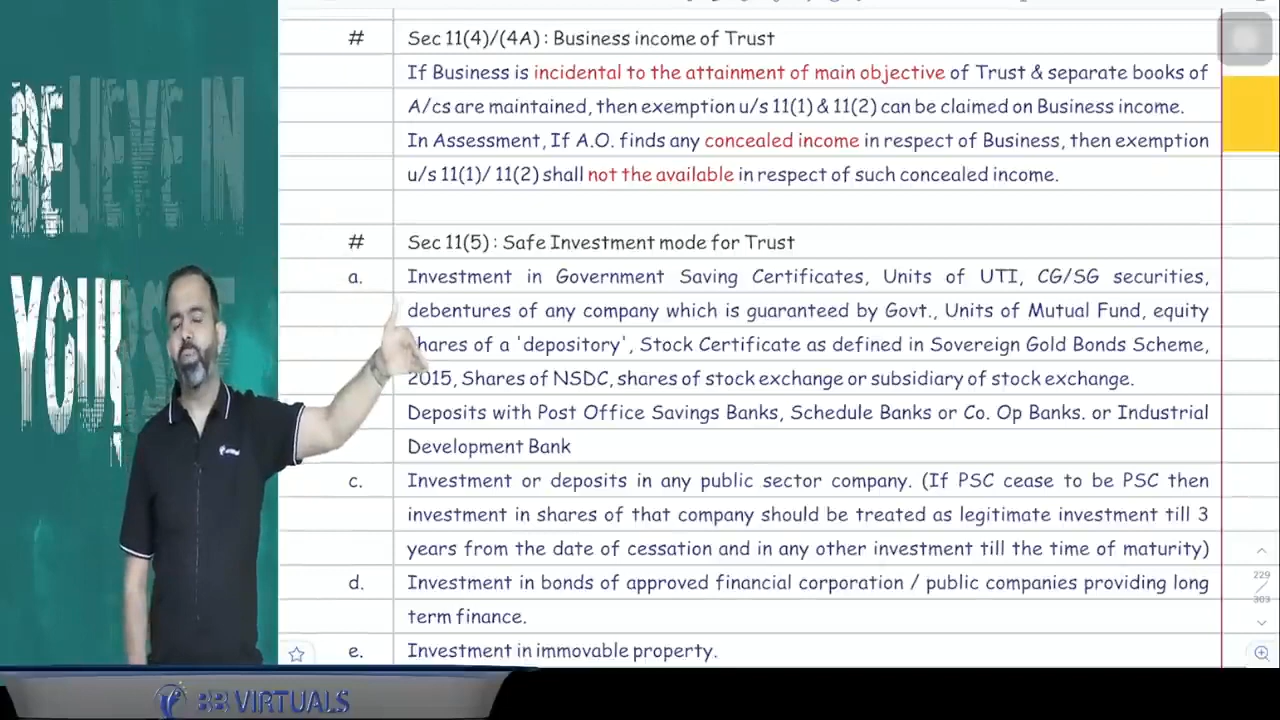 BELIEVE IN
YOURSE
# Sec 11(4)/(4A) : Business income of Trust
If Business is incidental to the attainment of main objective of Trust & separate books of
A/cs are maintained, then exemption u/s 11(1) & 11(2) can be claimed on Business income.
In Assessment, If A.O. finds any concealed income in respect of Business, then exemption
u/s 11(1)/ 11(2) shall not the available in respect of such concealed income.
# Sec 11(5) : Safe Investment mode for Trust
a. Investment in Government Saving Certificates, Units of UTI, CG/SG securities,
debentures of any company which is guaranteed by Govt., Units of Mutual Fund, equity
hares of a 'depository', Stock Certificate as defined in Sovereign Gold Bonds Scheme,
2015, Shares of NSDC, shares of stock exchange or subsidiary of stock exchange.
Deposits with Post Office Savings Banks, Schedule Banks or Co. Op Banks. or Industrial
Development Bank
c. Investment or deposits in any public sector company. (If PSC cease to be PSC then
investment in shares of that company should be treated as legitimate investment till 3
years from the date of cessation and in any other investment till the time of maturity)
d. Investment in bonds of approved financial corporation / public companies providing long
term finance.
e. Investment in immovable property.
229
303
BB VIRTUALS